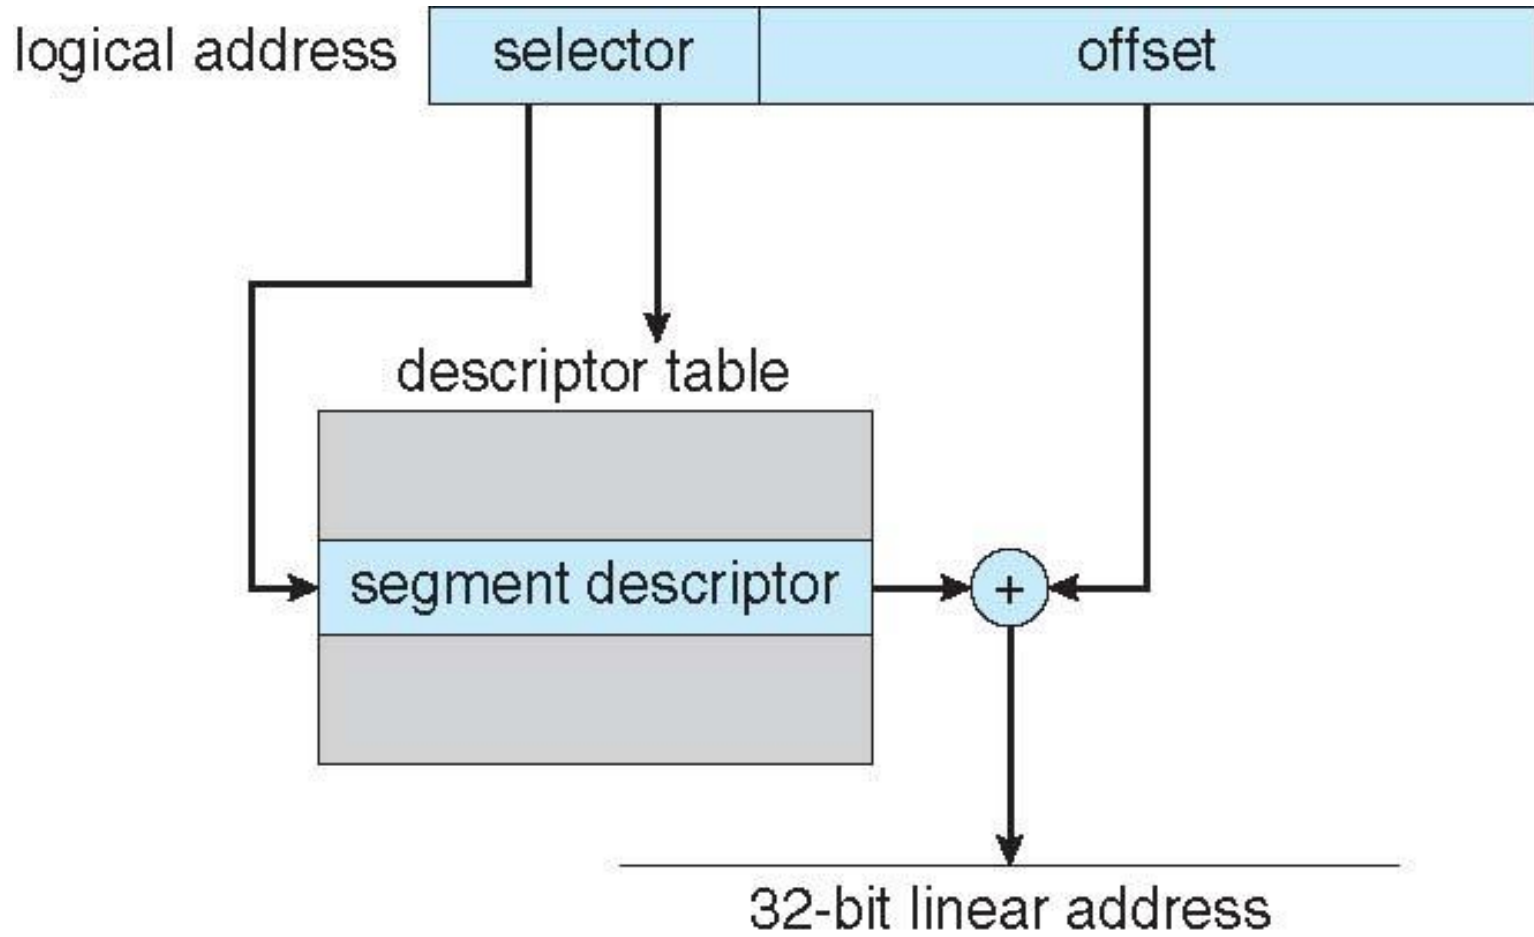 logical address selector offset
descriptor table
segment descriptor +
32-bit linear address